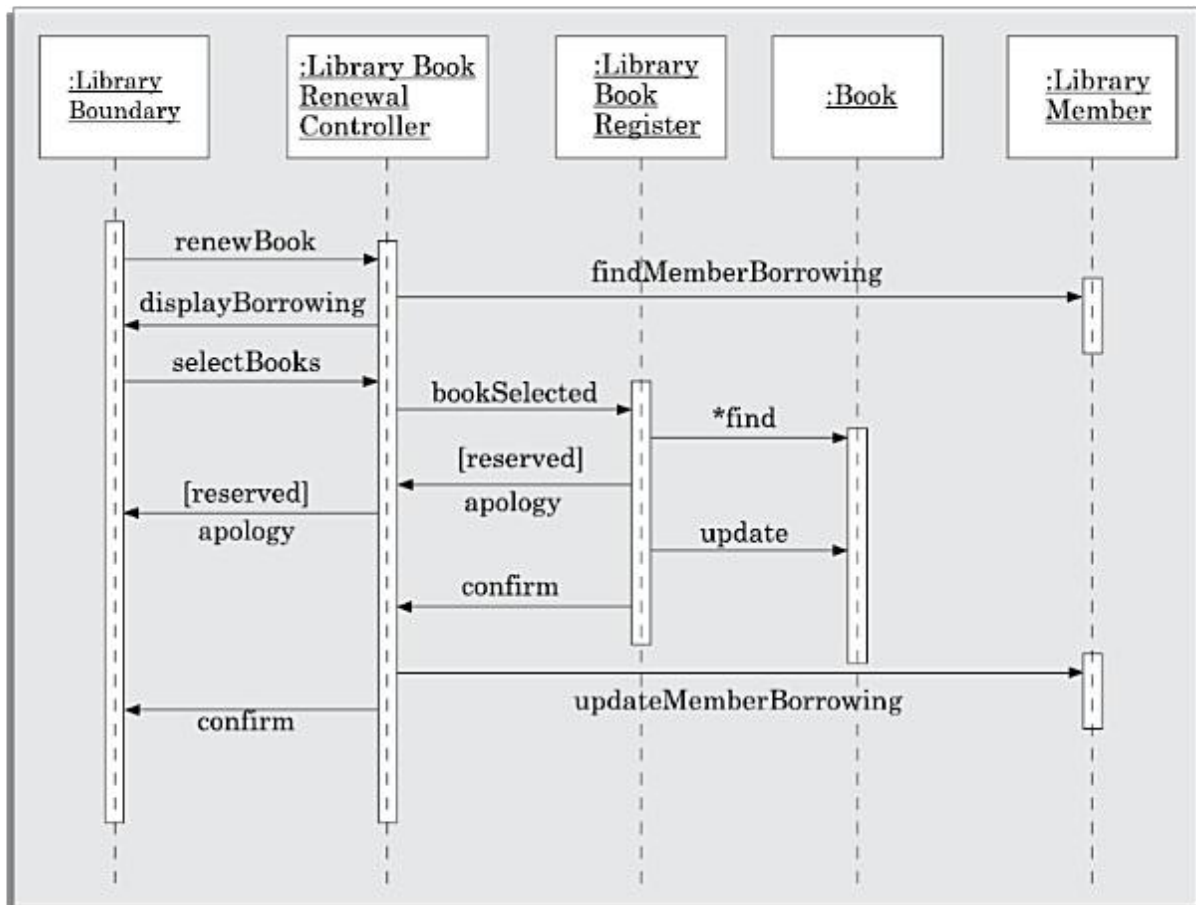 :Library
Boundary
:Library Book
Renewal
Controller
:Library
Book
Register
:Book
:Library
Member
renewBook
findMemberBorrowing
displayBorrowing
selectBooks
bookSelected
*find
[reserved]
apology
[reserved]
apology
update
confirm
updateMemberBorrowing
confirm